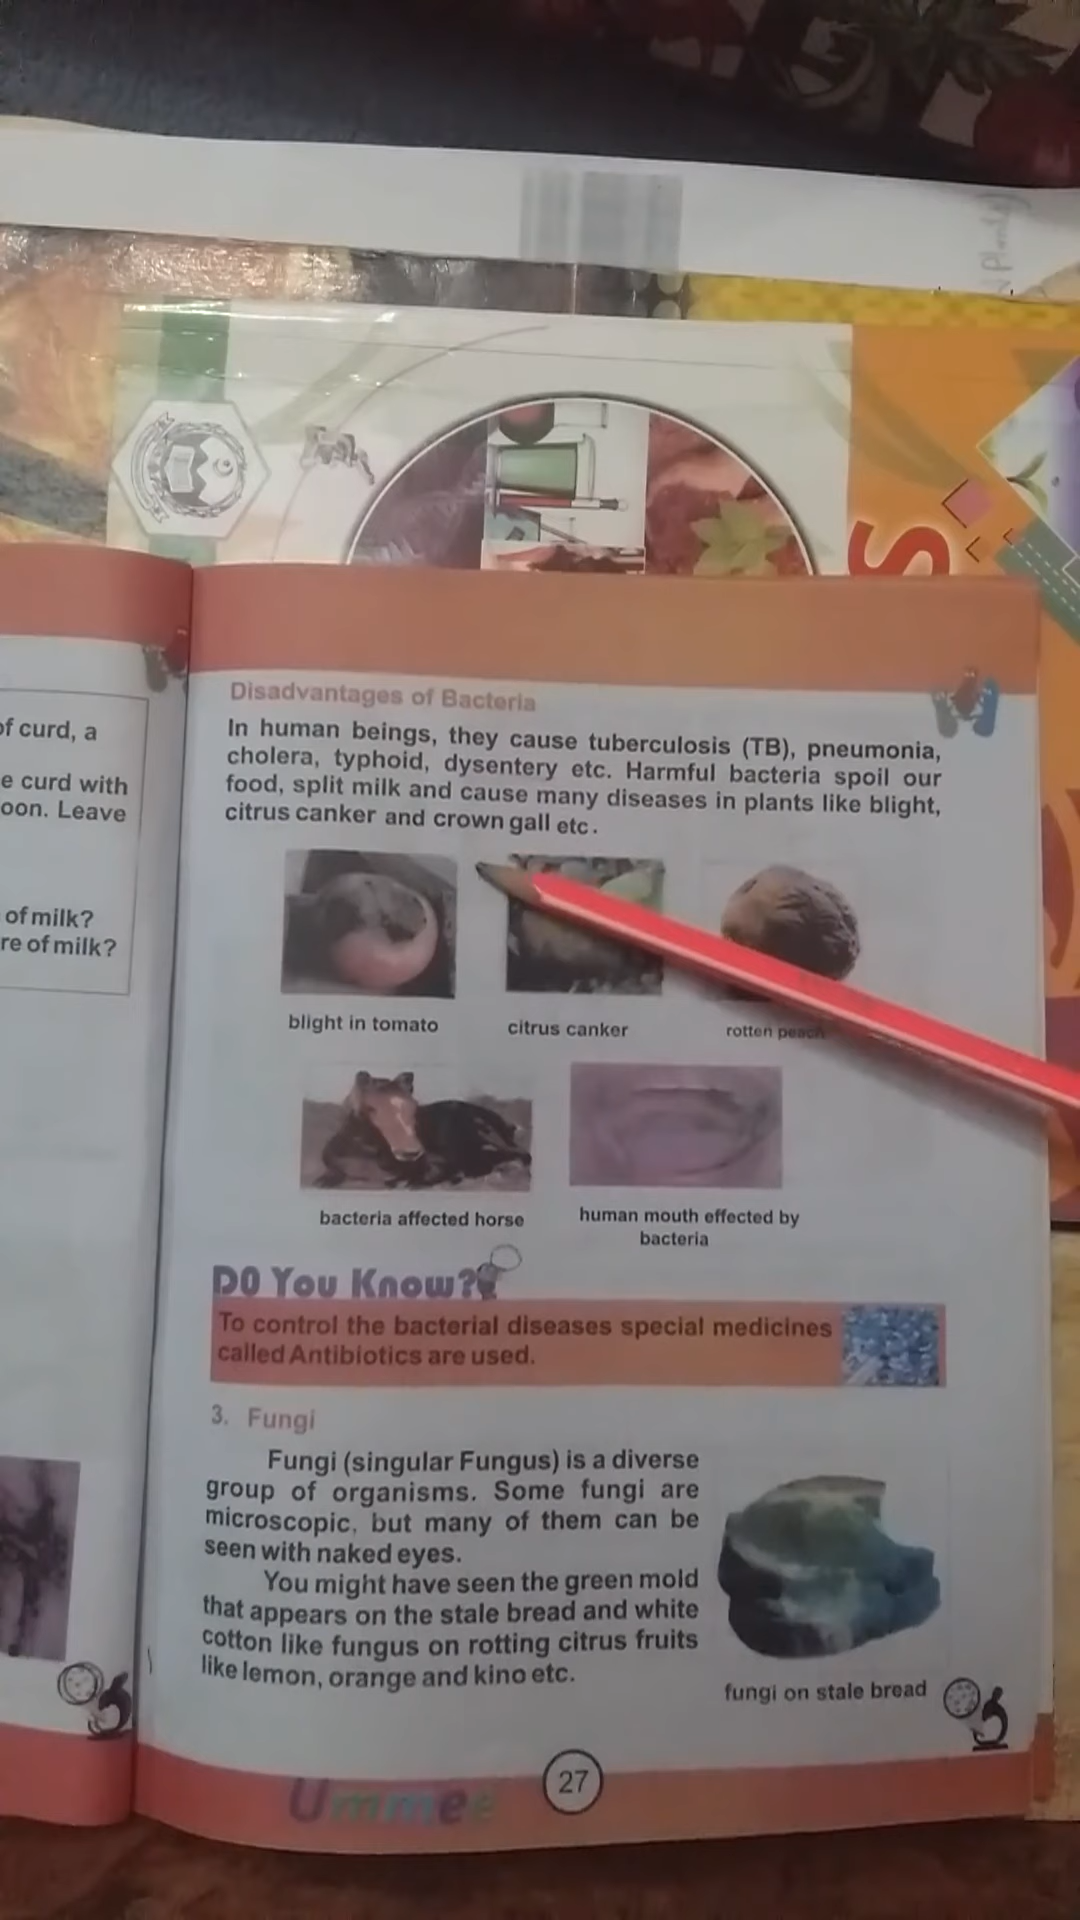 of curd, a
e curd with
oon. Leave
of milk?
re of milk?
Disadvantages of Bacteria
In human beings, they cause tuberculosis (TB), pneumonia,
cholera, typhoid, dysentery etc. Harmful bacteria spoil our
food, split milk and cause many diseases in plants like blight,
citrus canker and crown gall etc.
blight in tomato
citrus canker
rotten peach
bacteria affected horse
human mouth effected by
bacteria
DO You Know?
To control the bacterial diseases special medicines
called Antibiotics are used.
3. Fungi
Fungi (singular Fungus) is a diverse
group of organisms. Some fungi are
microscopic, but many of them can be
seen with naked eyes.
You might have seen the green mold
that appears on the stale bread and white
cotton like fungus on rotting citrus fruits
like lemon, orange and kino etc.
fungi on stale bread
27
Umme
S